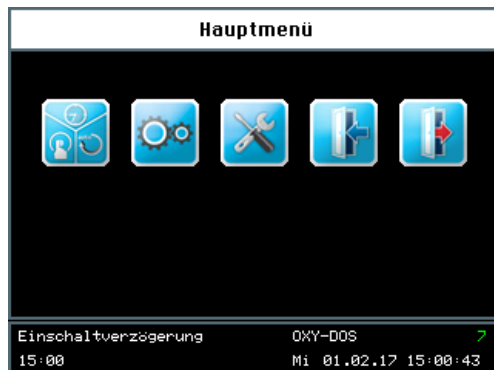 Hauptmenü
Einschaltverzögerung OXY-DOS 7
15:00 Mi 01.02.17 15:00:43